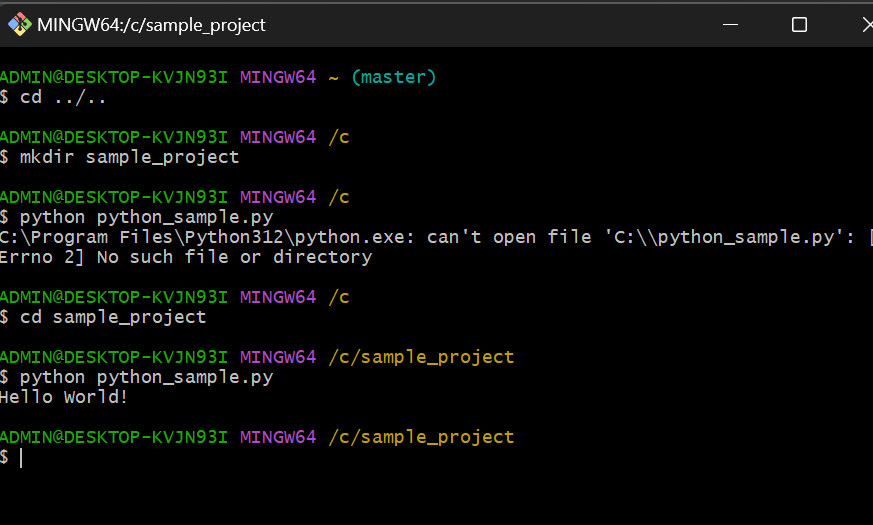 MINGW64:/c/sample_project
ADMIN@DESKTOP-KVJN93I MINGW64 ~ (master)
$ cd ../..
ADMIN@DESKTOP-KVJN93I MINGW64 /c
$ mkdir sample_project
ADMIN@DESKTOP-KVJN93I MINGW64 /c
$ python python_sample.py
C:\Program Files\Python312\python.exe: can't open file 'C:\\python_sample.py': [
Errno 2] No such file or directory
ADMIN@DESKTOP-KVJN93I MINGW64 /c
$ cd sample_project
ADMIN@DESKTOP-KVJN93I MINGW64 /c/sample_project
$ python python_sample.py
Hello World!
ADMIN@DESKTOP-KVJN93I MINGW64 /c/sample_project
$